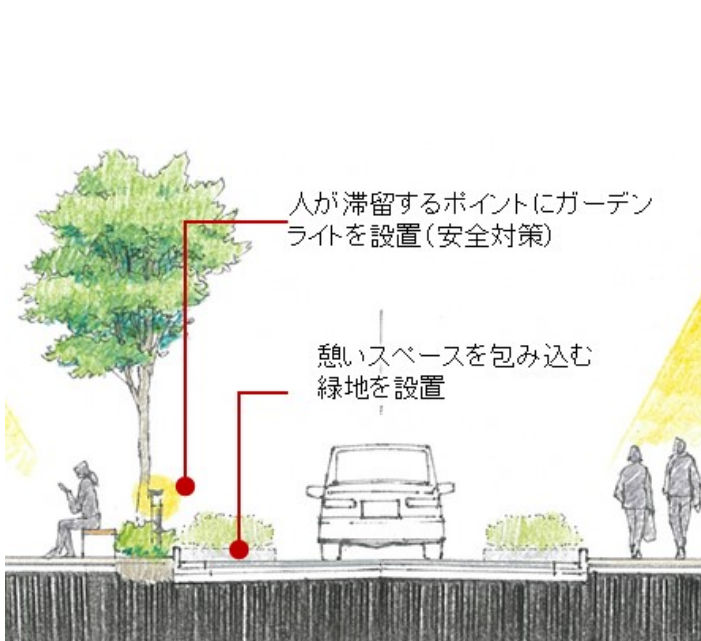 人が滞留するポイントにガーデン
ライトを設置(安全対策)
憩いスペースを包み込む
緑地を設置